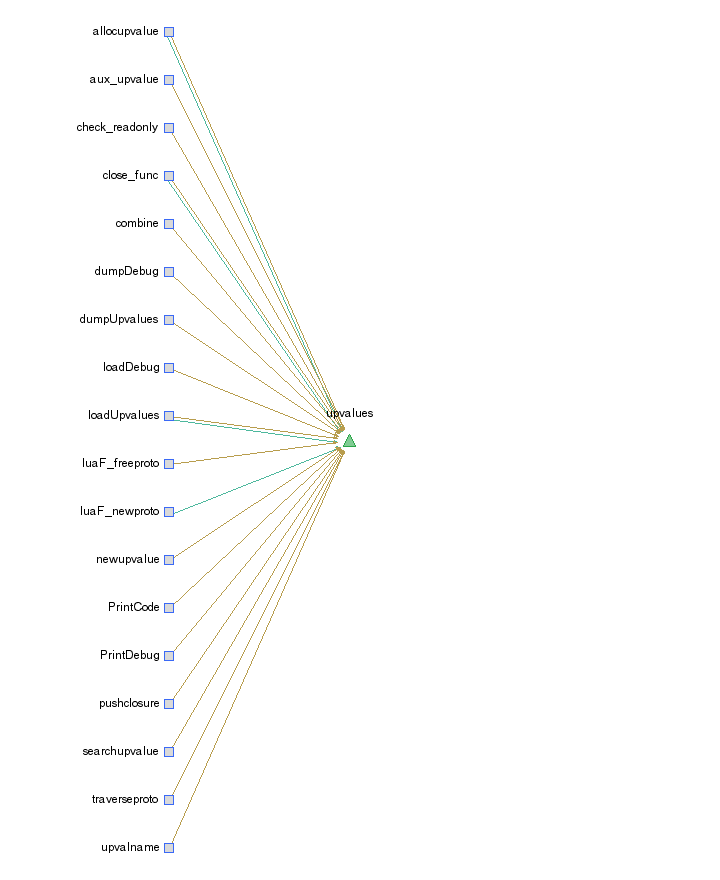 allocupvalue
aux_upvalue
check_readonly
close_func
combine
dumpDebug
dumpUpvalues
loadDebug
upvalues
loadUpvalues
luaF_freeproto
luaF_newproto
newupvalue
PrintCode
PrintDebug
pushclosure
searchupvalue
traverseproto
upvalname